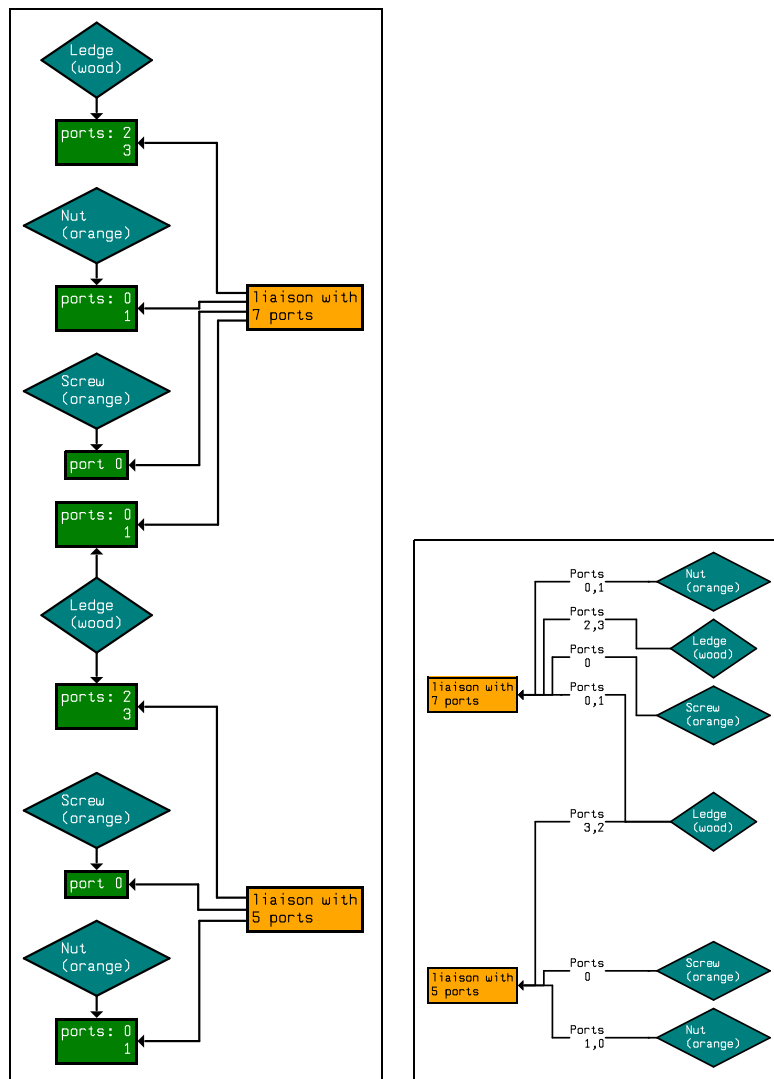 Ledge
(wood)
ports: 2
3
Nut
(orange)
ports: 0
1
liaison with
7 ports
Screw
(orange)
port 0
ports: 0
1
Ledge
(wood)
ports: 2
3
Screw
(orange)
port 0
liaison with
5 ports
Nut
(orange)
ports: 0
1
Ports
0,1
Nut
(orange)
Ports
2,3
Ledge
(wood)
Ports
0
liaison with
7 ports
Ports
0,1
Screw
(orange)
Ports
3,2
Ledge
(wood)
Ports
0
Screw
(orange)
liaison with
5 ports
Ports
1,0
Nut
(orange)